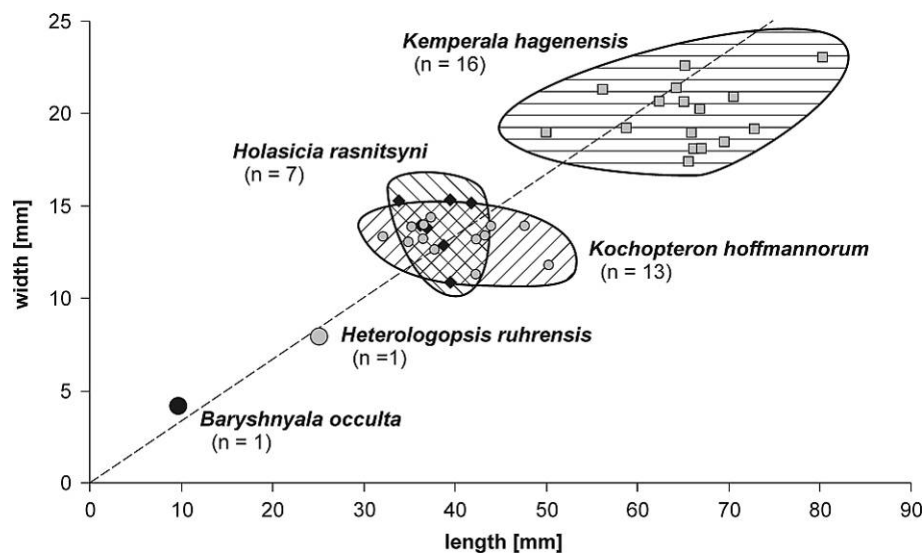 25
20
15
10
5
0
width [mm]
Kemperala hagenensis
(n = 16)
Holasicia rasnitsyni
(n = 7)
Kochopteron hoffmannorum
(n = 13)
Heterologopsis ruhrensis
(n =1)
Baryshnyala occulta
(n = 1)
0 10 20 30 40 50 60 70 80 90
length [mm]